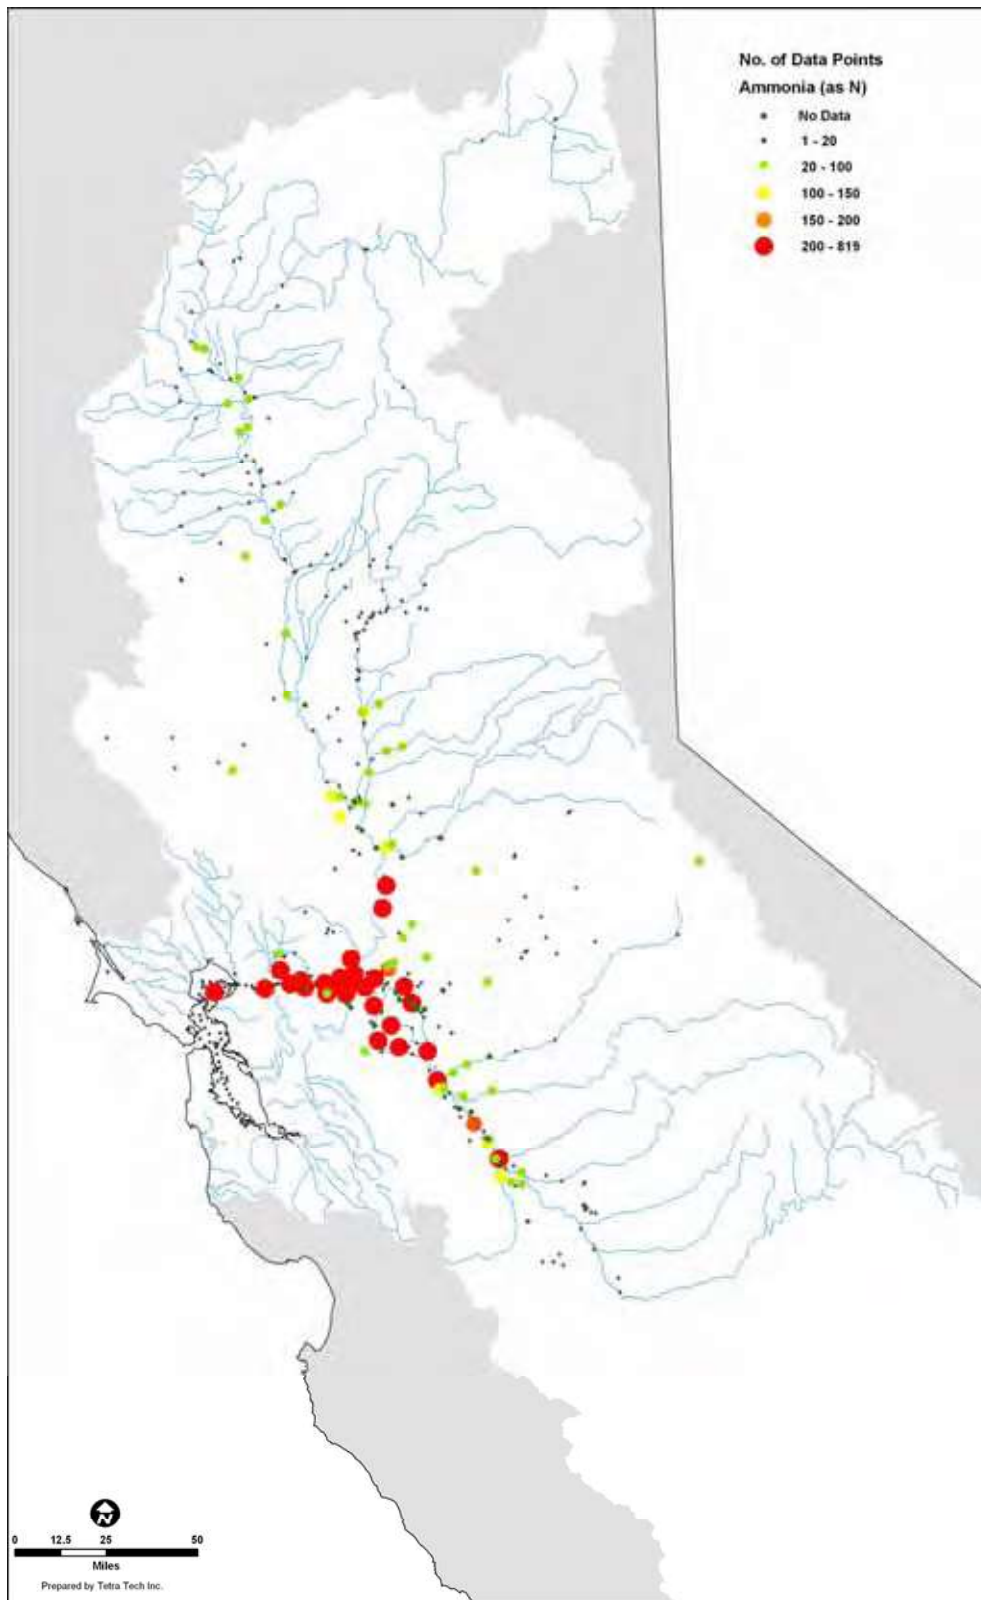 No. of Data Points
Ammonia (as N)
No Data
1 - 20
20 - 100
100 - 150
150 - 200
200 - 819
N
0 12.5 25 50
Miles
Prepared by Tetra Tech Inc.